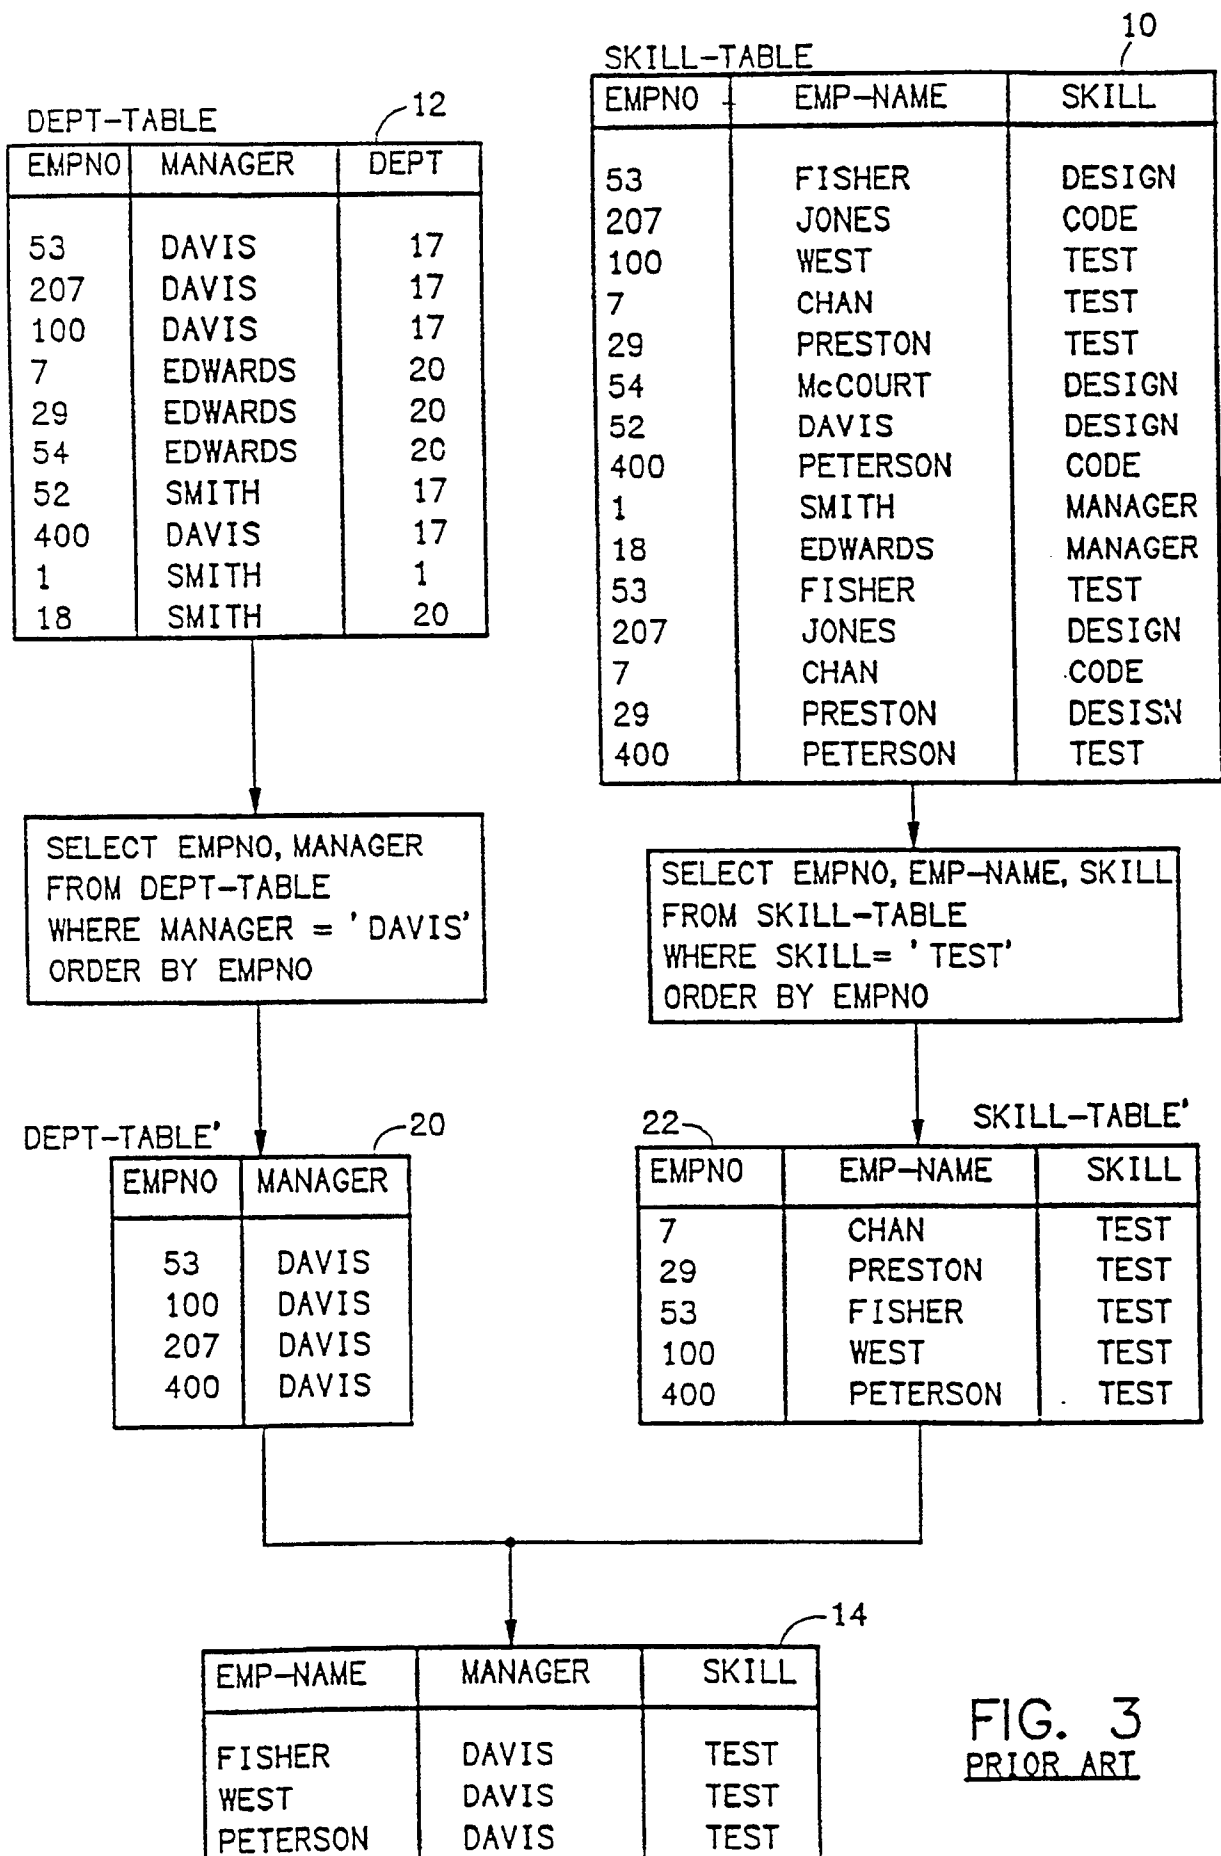 DEPT-TABLE
12
EMPNO MANAGER DEPT
53 DAVIS 17
207 DAVIS 17
100 DAVIS 17
7 EDWARDS 20
29 EDWARDS 20
54 EDWARDS 20
52 SMITH 17
400 DAVIS 17
1 SMITH 1
18 SMITH 20
SELECT EMPNO, MANAGER
FROM DEPT-TABLE
WHERE MANAGER = 'DAVIS'
ORDER BY EMPNO
DEPT-TABLE'
20
EMPNO MANAGER
53 DAVIS
100 DAVIS
207 DAVIS
400 DAVIS
SKILL-TABLE
10
EMPNO EMP-NAME SKILL
53 FISHER DESIGN
207 JONES CODE
100 WEST TEST
7 CHAN TEST
29 PRESTON TEST
54 McCOURT DESIGN
52 DAVIS DESIGN
400 PETERSON CODE
1 SMITH MANAGER
18 EDWARDS MANAGER
53 FISHER TEST
207 JONES DESIGN
7 CHAN CODE
29 PRESTON DESISN
400 PETERSON TEST
SELECT EMPNO, EMP-NAME, SKILL
FROM SKILL-TABLE
WHERE SKILL= 'TEST'
ORDER BY EMPNO
22
SKILL-TABLE'
EMPNO EMP-NAME SKILL
7 CHAN TEST
29 PRESTON TEST
53 FISHER TEST
100 WEST TEST
400 PETERSON TEST
14
EMP-NAME MANAGER SKILL
FISHER DAVIS TEST
WEST DAVIS TEST
PETERSON DAVIS TEST
FIG. 3
PRIOR ART